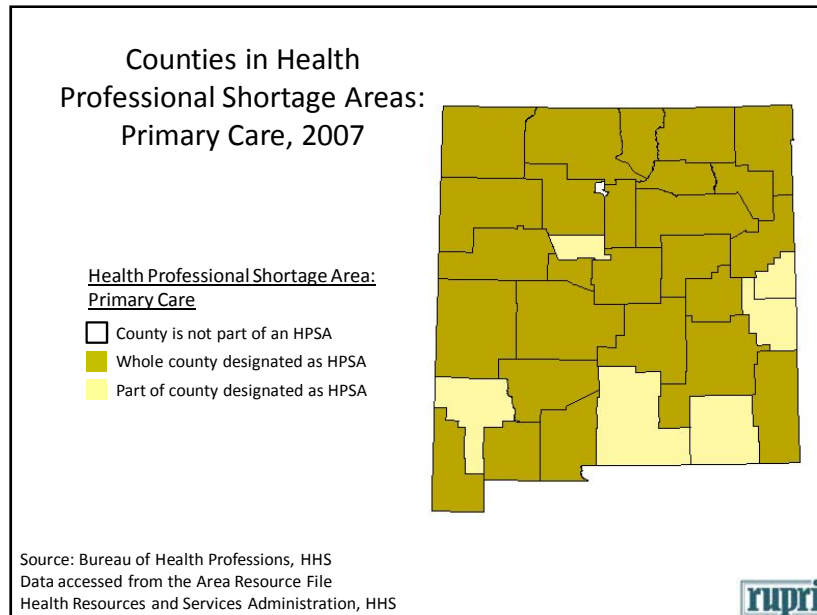 Counties in Health
Professional Shortage Areas:
Primary Care, 2007
Health Professional Shortage Area:
Primary Care
County is not part of an HPSA
Whole county designated as HPSA
Part of county designated as HPSA
Source: Bureau of Health Professions, HHS
Data accessed from the Area Resource File
Health Resources and Services Administration, HHS
rupri